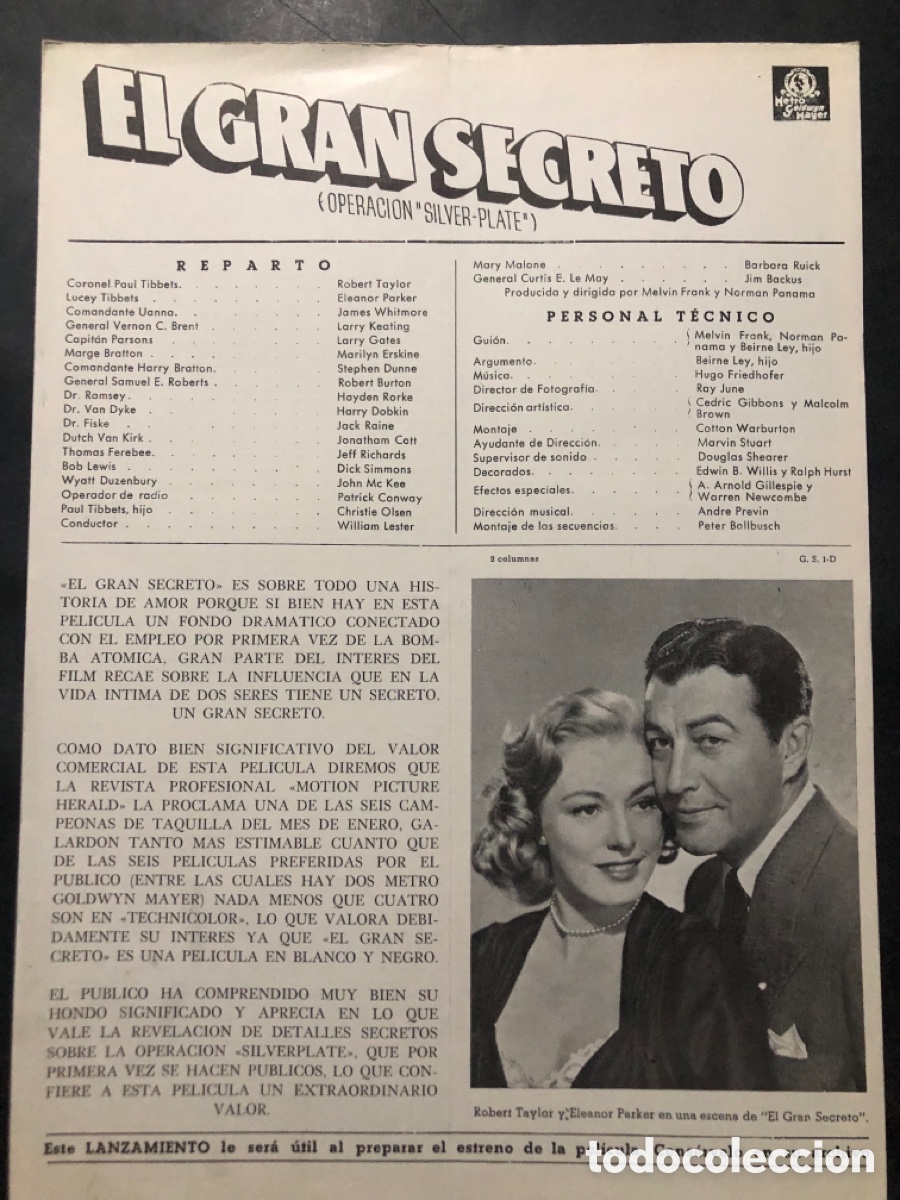 EL GRAN SECRETO
(OPERACION "SILVER-PLATE")
Metro
Goldwyn
Mayer
REPARTO
Coronel Paul Tibbets. Robert Taylor
Lucey Tibbets Eleanor Parker
Comandante Uanna. James Whitmore
General Vernon C. Brent Larry Keating
Capitán Parsons Larry Gates
Marge Bratton Marilyn Erskine
Comandante Harry Bratton. Stephen Dunne
General Samuel E. Roberts Robert Burton
Dr. Ramsey. Hayden Rorke
Dr. Van Dyke Harry Dobkin
Dr. Fiske Jack Raine
Dutch Van Kirk Jonatham Cott
Thomas Ferebee. Jeff Richards
Bob Lewis Dick Simmons
Wyatt Duzenbury John Mc Kee
Operador de radio Patrick Conway
Paul Tibbets, hijo Christie Olsen
Conductor William Lester
Mary Malone Barbara Ruick
General Curtis E. Le May Jim Backus
Producida y dirigida por Melvin Frank y Norman Panama
PERSONAL TÉCNICO
Guión. Melvin Frank, Norman Pa-
nama y Beirne Ley, hijo
Argumento. Beirne Ley, hijo
Música. Hugo Friedhofer
Director de Fotografía. Ray June
Dirección artística. Cedric Gibbons y Malcolm
Brown
Montaje Cotton Warburton
Ayudante de Dirección. Marvin Stuart
Supervisor de sonido Douglas Shearer
Decorados. Edwin B. Willis y Ralph Hurst
Efectos especiales. A. Arnold Gillespie y
Warren Newcombe
Dirección musical. Andre Previn
Montaje de las secuencias. Peter Ballbusch
2 columnas G. S. 1-D
«EL GRAN SECRETO» ES SOBRE TODO UNA HIS-
TORIA DE AMOR PORQUE SI BIEN HAY EN ESTA
PELICULA UN FONDO DRAMATICO CONECTADO
CON EL EMPLEO POR PRIMERA VEZ DE LA BOM-
BA ATOMICA, GRAN PARTE DEL INTERES DEL
FILM RECAE SOBRE LA INFLUENCIA QUE EN LA
VIDA INTIMA DE DOS SERES TIENE UN SECRETO.
UN GRAN SECRETO.
COMO DATO BIEN SIGNIFICATIVO DEL VALOR
COMERCIAL DE ESTA PELICULA DIREMOS QUE
LA REVISTA PROFESIONAL «MOTION PICTURE
HERALD» LA PROCLAMA UNA DE LAS SEIS CAM-
PEONAS DE TAQUILLA DEL MES DE ENERO, GA-
LARDON TANTO MAS ESTIMABLE CUANTO QUE
DE LAS SEIS PELICULAS PREFERIDAS POR EL
PUBLICO (ENTRE LAS CUALES HAY DOS METRO
GOLDWYN MAYER) NADA MENOS QUE CUATRO
SON EN «TECHNICOLOR», LO QUE VALORA DEBI-
DAMENTE SU INTERES YA QUE «EL GRAN SE-
CRETO» ES UNA PELICULA EN BLANCO Y NEGRO.
EL PUBLICO HA COMPRENDIDO MUY BIEN SU
HONDO SIGNIFICADO Y APRECIA EN LO QUE
VALE LA REVELACION DE DETALLES SECRETOS
SOBRE LA OPERACION «SILVERPLATE», QUE POR
PRIMERA VEZ SE HACEN PUBLICOS, LO QUE CON-
FIERE A ESTA PELICULA UN EXTRAORDINARIO
VALOR.
Robert Taylor y Eleanor Parker en una escena de "El Gran Secreto".
Este LANZAMIENTO le será útil al preparar el estreno de la película.
todocoleccion.net